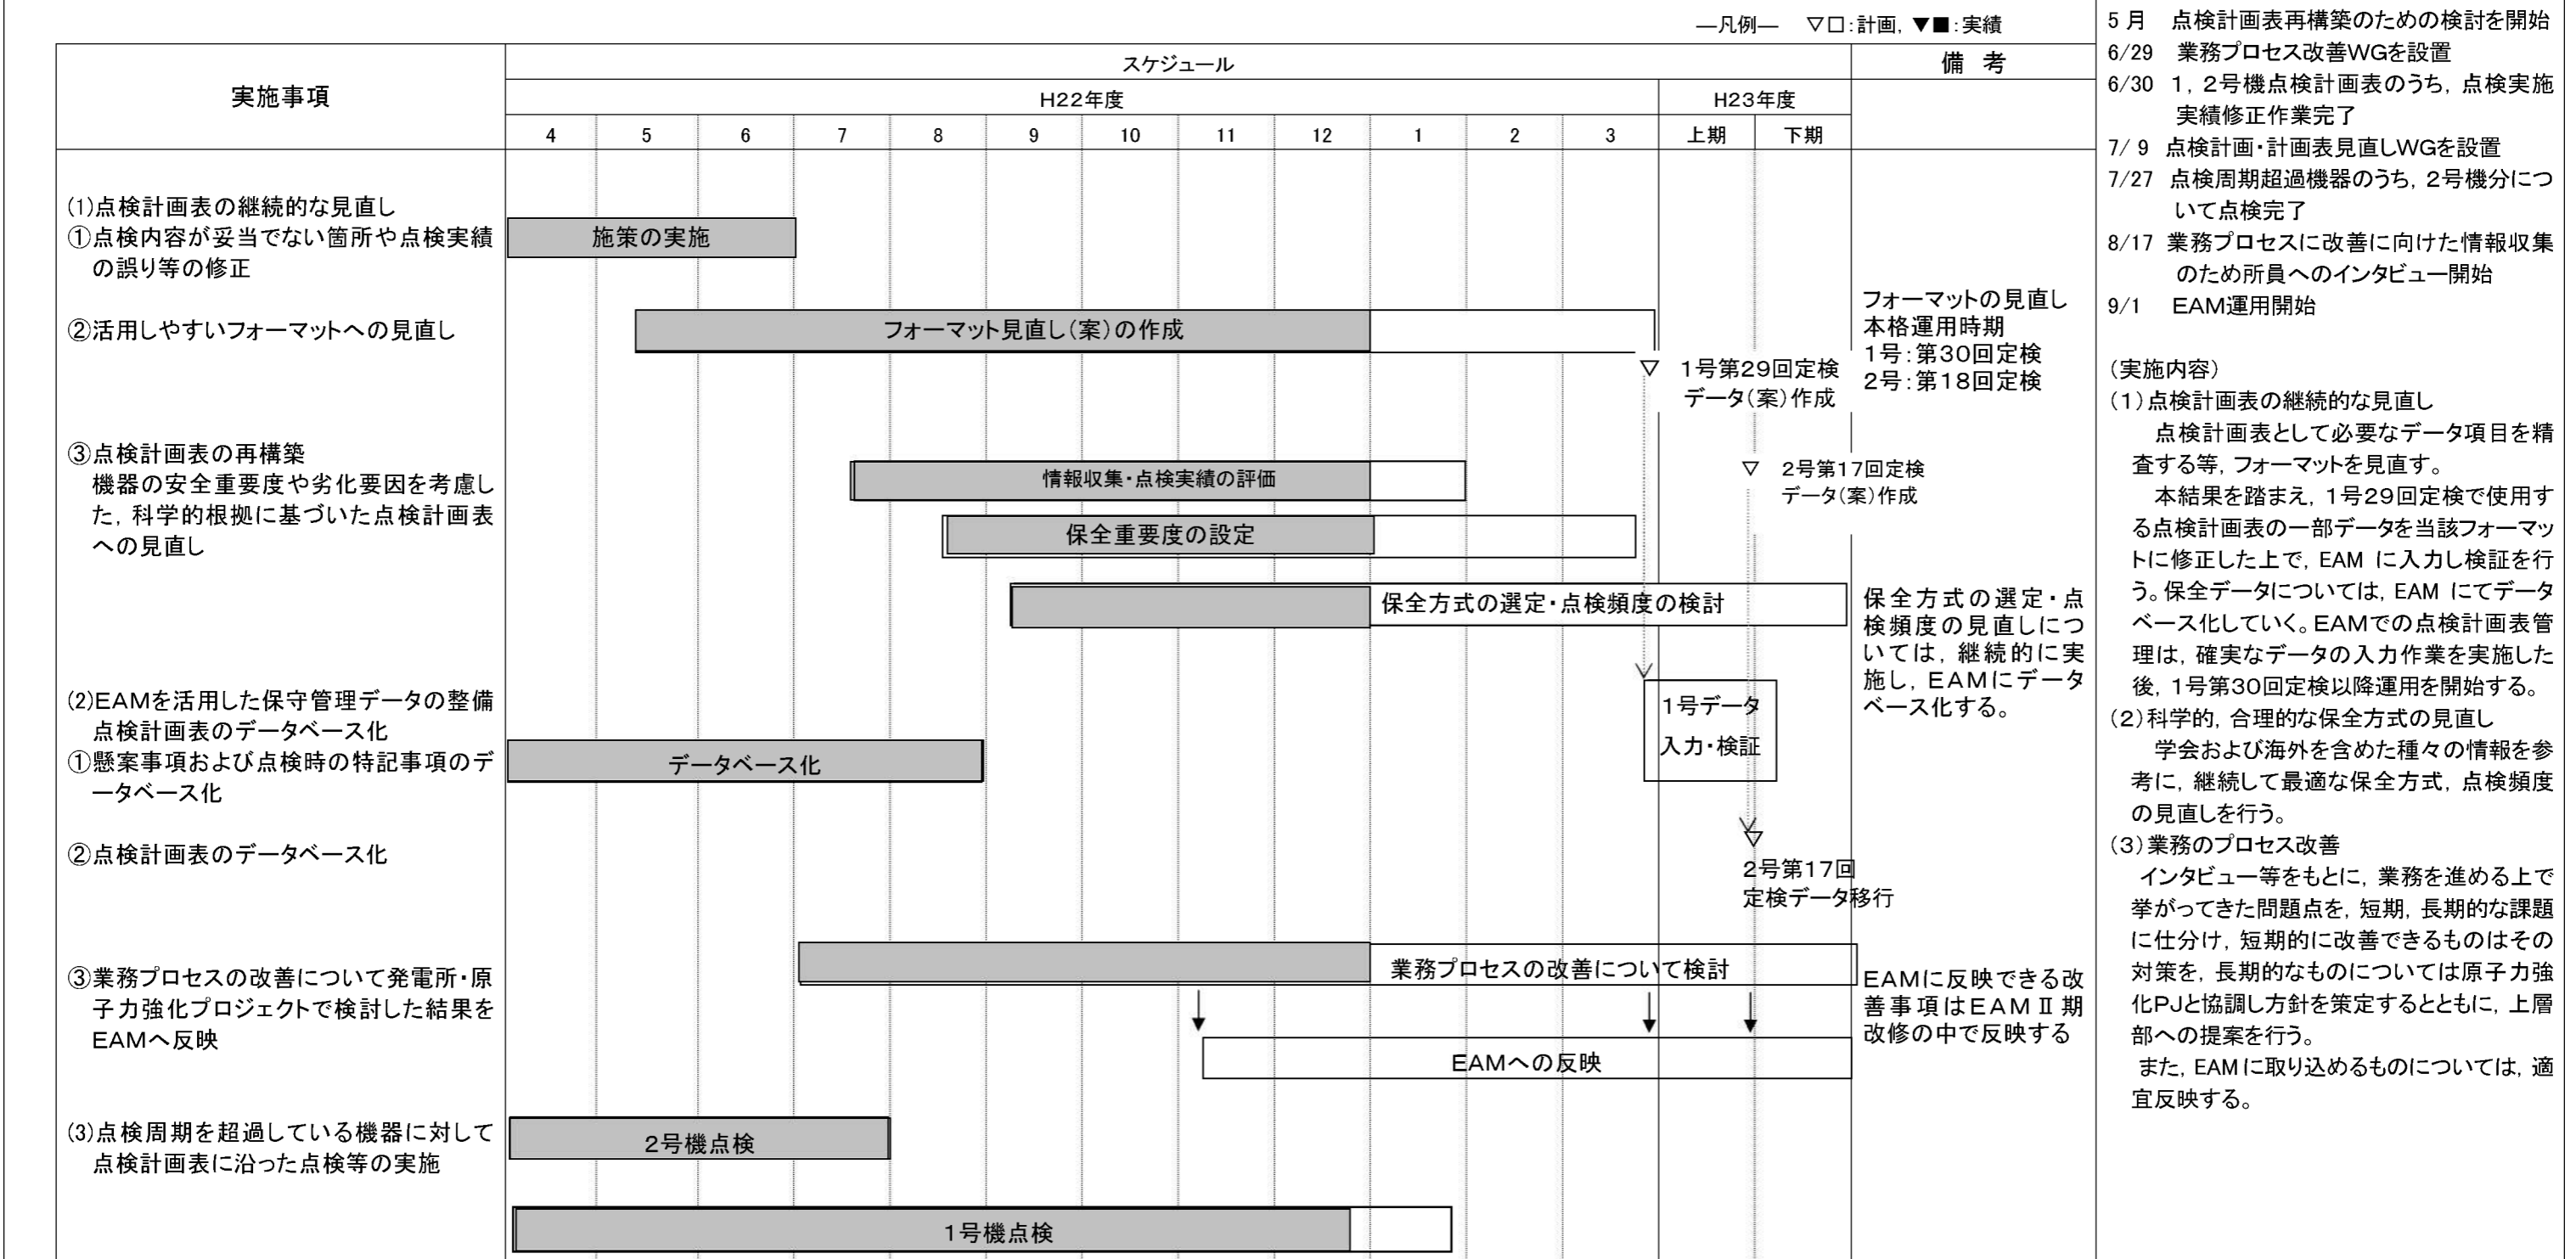 ―凡例―　▽□:計画, ▼■:実績
実施事項
スケジュール
備 考
H22年度
H23年度
4 5 6 7 8 9 10 11 12 1 2 3 上期 下期
(1)点検計画表の継続的な見直し
①点検内容が妥当でない箇所や点検実績
の誤り等の修正
施策の実施
②活用しやすいフォーマットへの見直し
フォーマット見直し(案)の作成
▽ 1号第29回定検
データ(案)作成
フォーマットの見直し
本格運用時期
1号:第30回定検
2号:第18回定検
③点検計画表の再構築
機器の安全重要度や劣化要因を考慮し
た, 科学的根拠に基づいた点検計画表
への見直し
情報収集・点検実績の評価
▽ 2号第17回定検
データ(案)作成
保全重要度の設定
保全方式の選定・点検頻度の検討
保全方式の選定・点
検頻度の見直しにつ
いては, 継続的に実
施し, EAMにデータ
ベース化する。
(2)EAMを活用した保守管理データの整備
点検計画表のデータベース化
①懸案事項および点検時の特記事項のデ
ータベース化
データベース化
1号データ
入力・検証
②点検計画表のデータベース化
▽
2号第17回
定検データ移行
③業務プロセスの改善について発電所・原
子力強化プロジェクトで検討した結果を
EAMへ反映
業務プロセスの改善について検討
EAMへの反映
EAMに反映できる改
善事項はEAMⅡ期
改修の中で反映する
(3)点検周期を超過している機器に対して
点検計画表に沿った点検等の実施
2号機点検
1号機点検
5月 点検計画表再構築のための検討を開始
6/29 業務プロセス改善WGを設置
6/30 1, 2号機点検計画表のうち, 点検実施
実績修正作業完了
7/ 9 点検計画・計画表見直しWGを設置
7/27 点検周期超過機器のうち, 2号機分につ
いて点検完了
8/17 業務プロセスに改善に向けた情報収集
のため所員へのインタビュー開始
9/1 EAM運用開始
(実施内容)
(1)点検計画表の継続的な見直し
点検計画表として必要なデータ項目を精
査する等, フォーマットを見直す。
本結果を踏まえ, 1号29回定検で使用す
る点検計画表の一部データを当該フォーマッ
トに修正した上で, EAM に入力し検証を行
う。保全データについては, EAM にてデータ
ベース化していく。EAMでの点検計画表管
理は, 確実なデータの入力作業を実施した
後, 1号第30回定検以降運用を開始する。
(2)科学的, 合理的な保全方式の見直し
学会および海外を含めた種々の情報を参
考に, 継続して最適な保全方式, 点検頻度
の見直しを行う。
(3)業務のプロセス改善
インタビュー等をもとに, 業務を進める上で
挙がってきた問題点を, 短期, 長期的な課題
に仕分け, 短期的に改善できるものはその
対策を, 長期的なものについては原子力強
化PJと協調し方針を策定するとともに, 上層
部への提案を行う。
また, EAMに取り込めるものについては, 適
宜反映する。